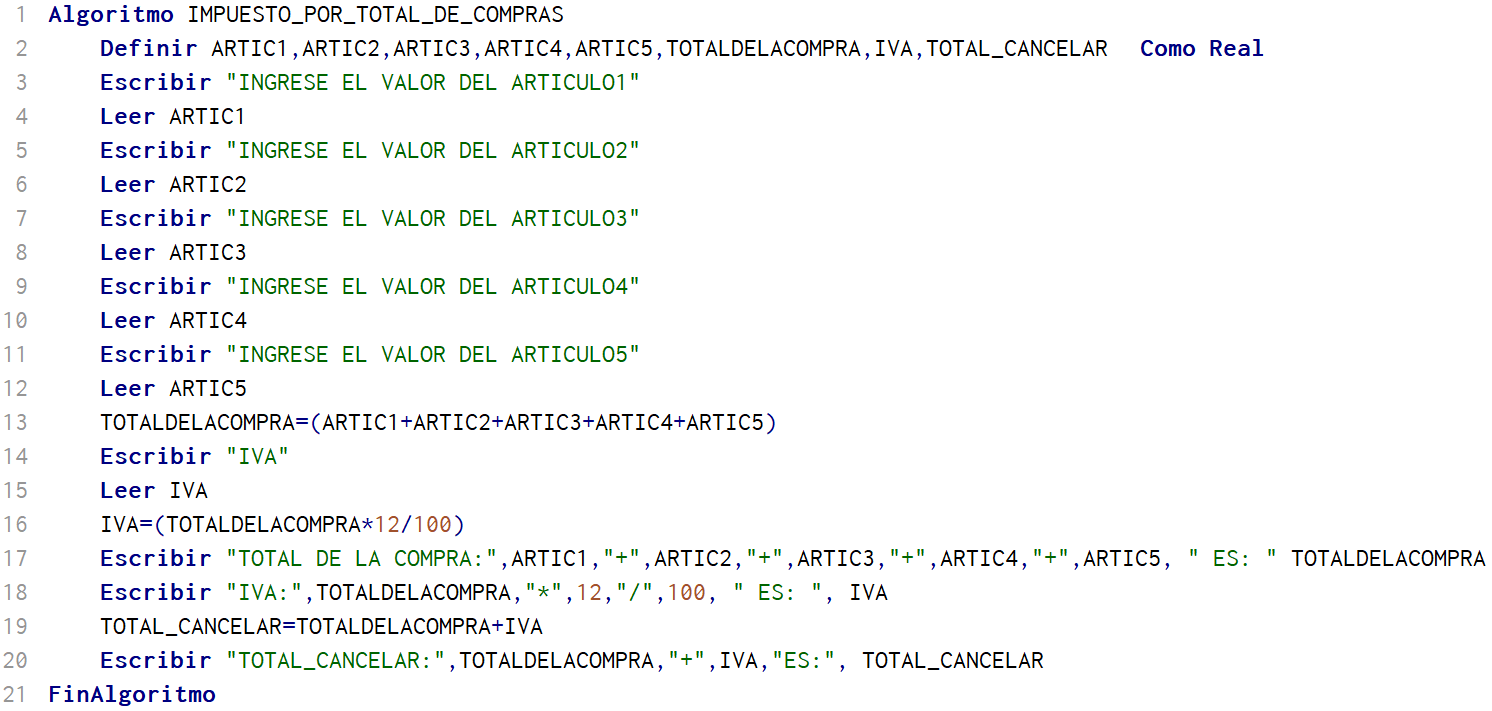 1 Algoritmo IMPUESTO_POR_TOTAL_DE_COMPRAS
2 Definir ARTIC1,ARTIC2,ARTIC3,ARTIC4,ARTIC5,TOTALDELACOMPRA,IVA,TOTAL_CANCELAR Como Real
3 Escribir "INGRESE EL VALOR DEL ARTICULO1"
4 Leer ARTIC1
5 Escribir "INGRESE EL VALOR DEL ARTICULO2"
6 Leer ARTIC2
7 Escribir "INGRESE EL VALOR DEL ARTICULO3"
8 Leer ARTIC3
9 Escribir "INGRESE EL VALOR DEL ARTICULO4"
10 Leer ARTIC4
11 Escribir "INGRESE EL VALOR DEL ARTICULO5"
12 Leer ARTIC5
13 TOTALDELACOMPRA=(ARTIC1+ARTIC2+ARTIC3+ARTIC4+ARTIC5)
14 Escribir "IVA"
15 Leer IVA
16 IVA=(TOTALDELACOMPRA*12/100)
17 Escribir "TOTAL DE LA COMPRA:",ARTIC1,"+",ARTIC2,"+",ARTIC3,"+",ARTIC4,"+",ARTIC5, " ES: " TOTALDELACOMPRA
18 Escribir "IVA:",TOTALDELACOMPRA,"*",12,"/",100, " ES: ", IVA
19 TOTAL_CANCELAR=TOTALDELACOMPRA+IVA
20 Escribir "TOTAL_CANCELAR:",TOTALDELACOMPRA,"+",IVA,"ES:", TOTAL_CANCELAR
21 FinAlgoritmo